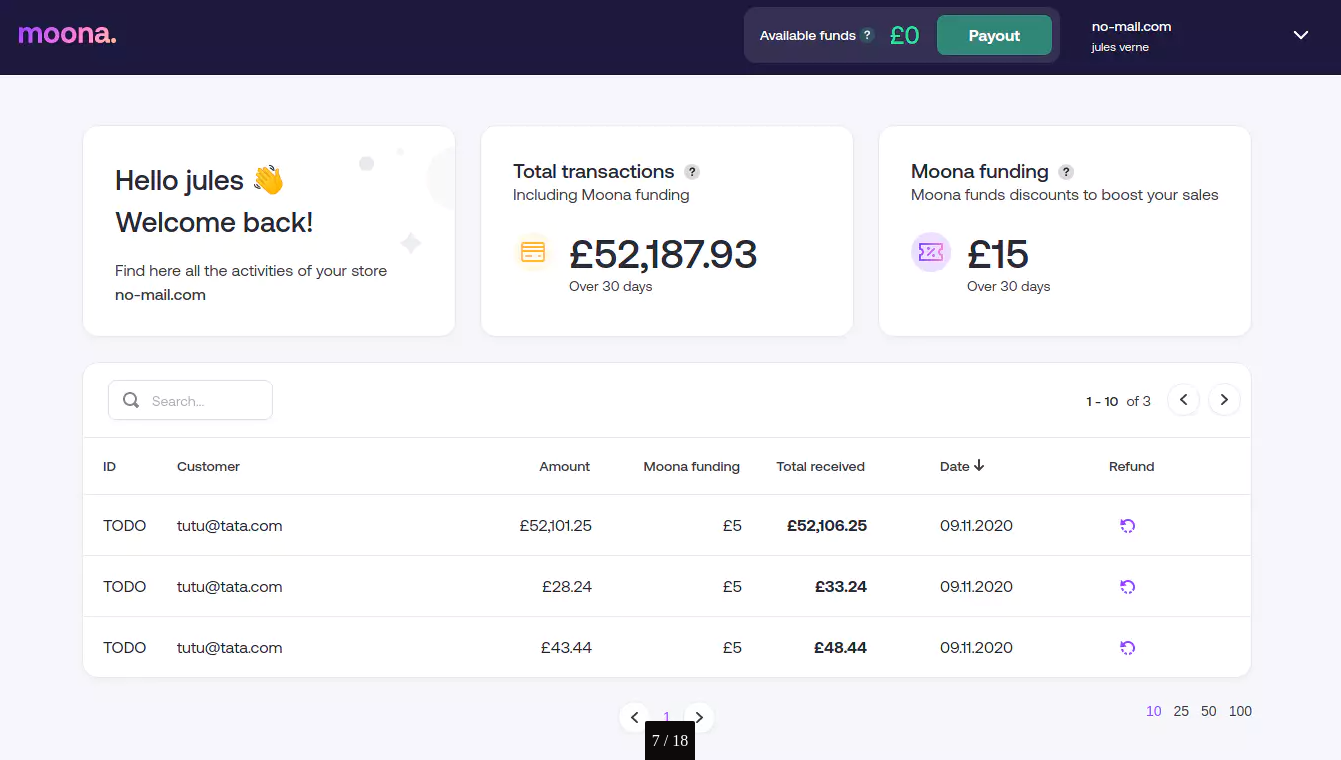 moona.
Available funds ? £0 Payout
no-mail.com
jules verne
Hello jules 👋
Welcome back!
Find here all the activities of your store
no-mail.com
Total transactions ?
Including Moona funding
£52,187.93
Over 30 days
Moona funding ?
Moona funds discounts to boost your sales
£15
Over 30 days
Search...
1 - 10 of 3
ID Customer Amount Moona funding Total received Date Refund
TODO tutu@tata.com £52,101.25 £5 £52,106.25 09.11.2020
TODO tutu@tata.com £28.24 £5 £33.24 09.11.2020
TODO tutu@tata.com £43.44 £5 £48.44 09.11.2020
1
10 25 50 100
7 / 18